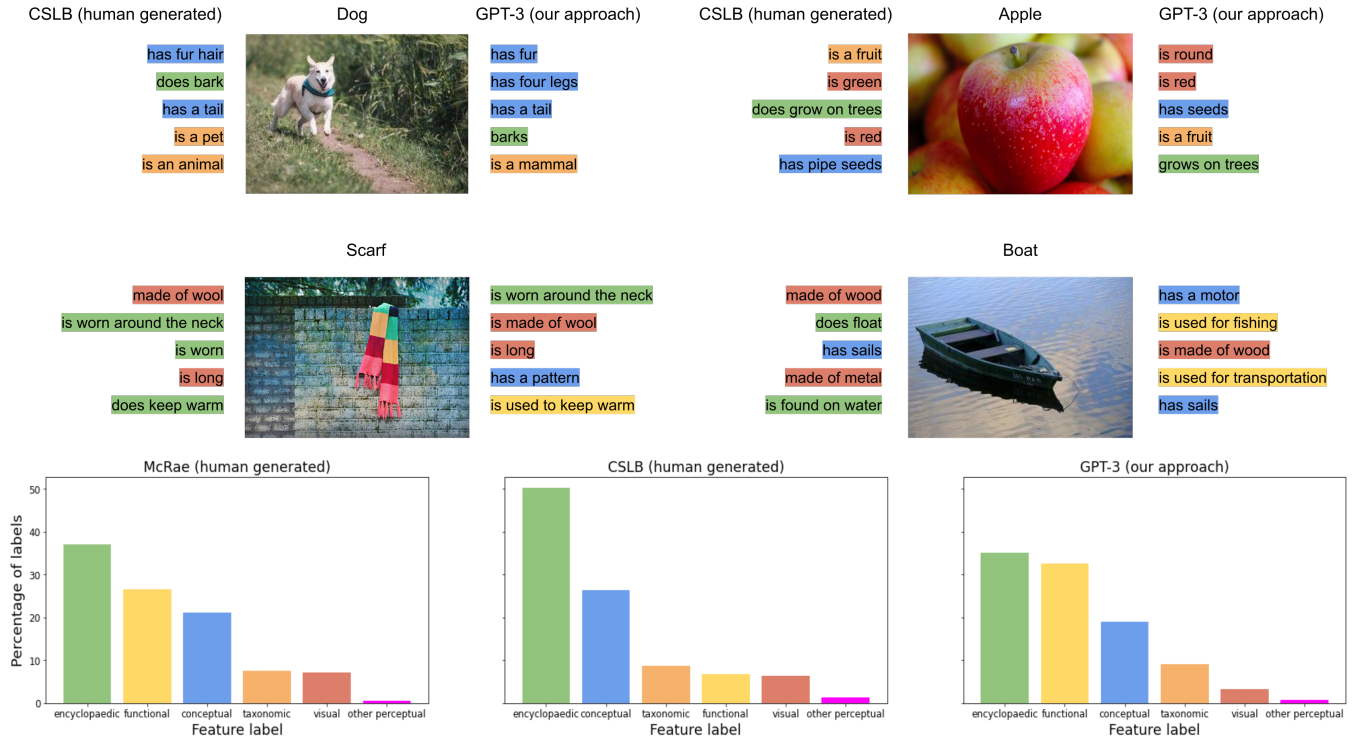 CSLB (human generated)
Dog
GPT-3 (our approach)
CSLB (human generated)
Apple
GPT-3 (our approach)
has fur hair
does bark
has a tail
is a pet
is an animal
has fur
has four legs
has a tail
barks
is a mammal
is a fruit
is green
does grow on trees
is red
has pipe seeds
is round
is red
has seeds
is a fruit
grows on trees
Scarf
Boat
made of wool
is worn around the neck
is worn
is long
does keep warm
is worn around the neck
is made of wool
is long
has a pattern
is used to keep warm
made of wood
does float
has sails
made of metal
is found on water
has a motor
is used for fishing
is made of wood
is used for transportation
has sails
McRae (human generated)
Percentage of labels
50
40
30
20
10
0
encyclopaedic functional conceptual taxonomic visual other perceptual
Feature label
CSLB (human generated)
encyclopaedic conceptual taxonomic functional visual other perceptual
Feature label
GPT-3 (our approach)
encyclopaedic functional conceptual taxonomic visual other perceptual
Feature label